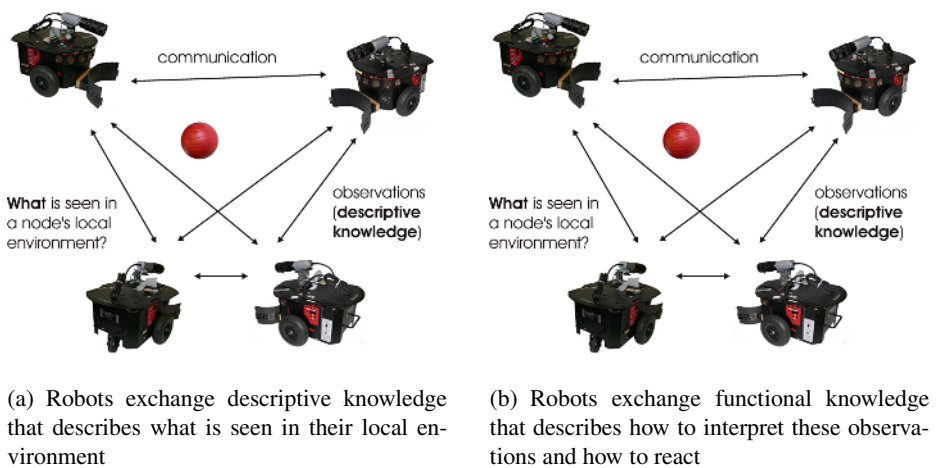 communication
What is seen in
a node's local
environment?
observations
(descriptive
knowledge)
(a) Robots exchange descriptive knowledge
that describes what is seen in their local en-
vironment
communication
What is seen in
a node's local
environment?
observations
(descriptive
knowledge)
(b) Robots exchange functional knowledge
that describes how to interpret these observa-
tions and how to react